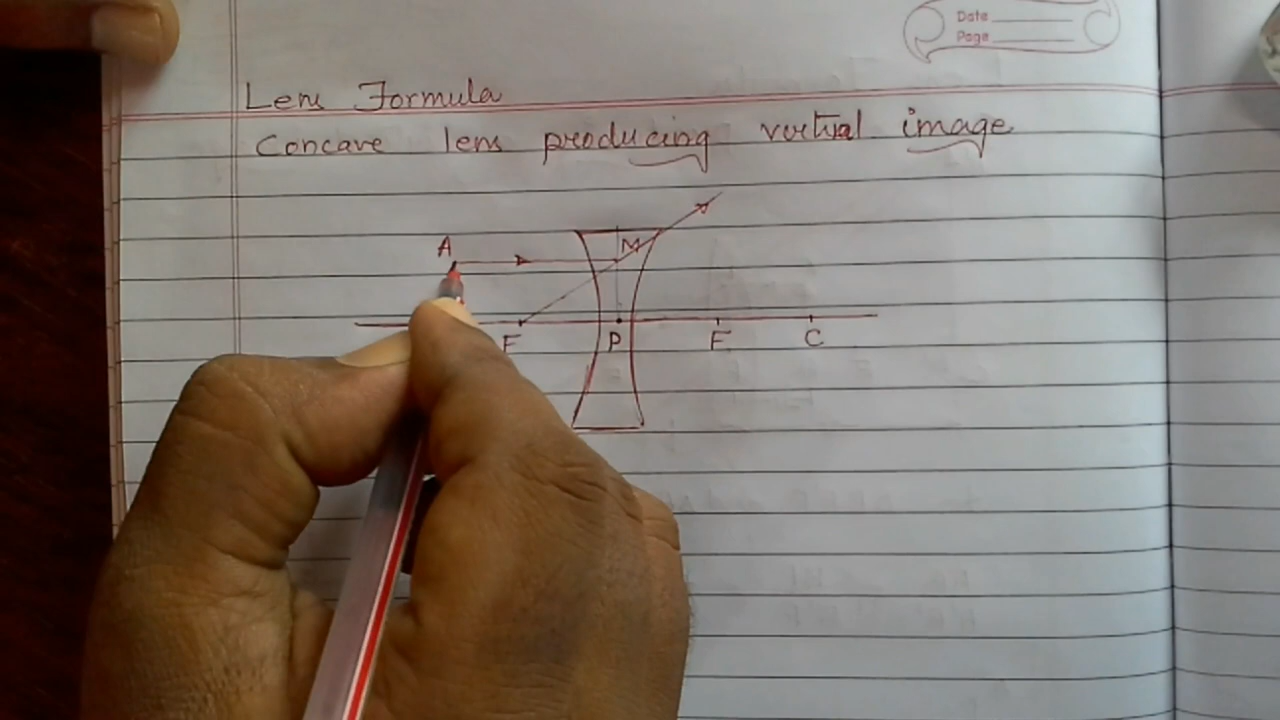 Date
Page
Lens Formula
Concave lens producing virtual image
A
M
F P F C